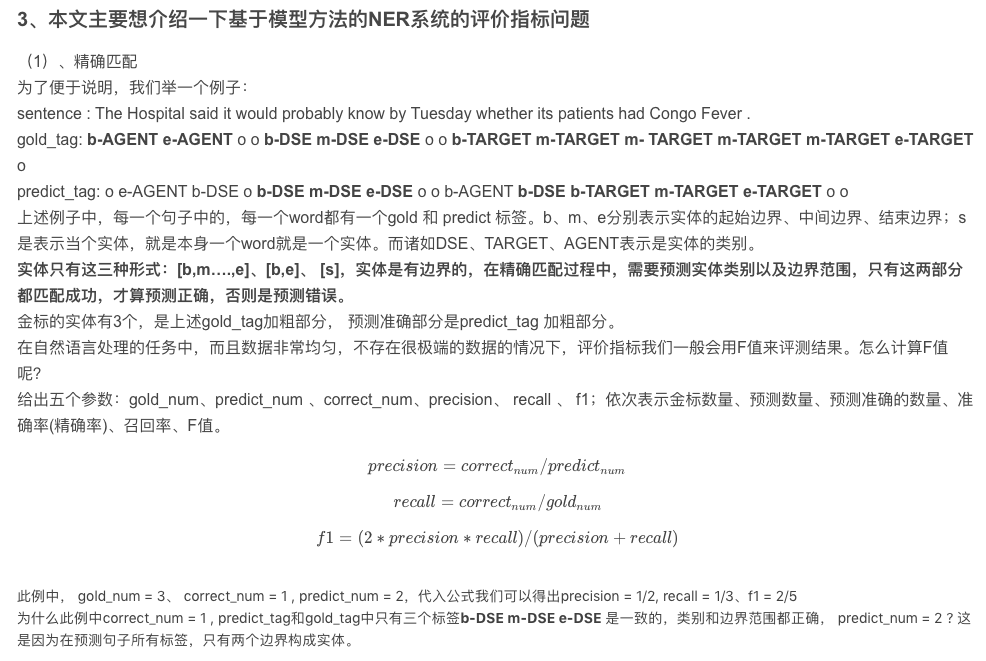 3、本文主要想介绍一下基于模型方法的NER系统的评价指标问题
（1）、精确匹配
为了便于说明，我们举一个例子：
sentence : The Hospital said it would probably know by Tuesday whether its patients had Congo Fever .
gold_tag: b-AGENT e-AGENT o o b-DSE m-DSE e-DSE o o b-TARGET m-TARGET m- TARGET m-TARGET m-TARGET e-TARGET
o
predict_tag: o e-AGENT b-DSE o b-DSE m-DSE e-DSE o o b-AGENT b-DSE b-TARGET m-TARGET e-TARGET o o
上述例子中，每一个句子中的，每一个word都有一个gold 和 predict 标签。b、m、e分别表示实体的起始边界、中间边界、结束边界；s
是表示当个实体，就是本身一个word就是一个实体。而诸如DSE、TARGET、AGENT表示是实体的类别。
实体只有这三种形式：[b,m….,e]、[b,e]、 [s]，实体是有边界的，在精确匹配过程中，需要预测实体类别以及边界范围，只有这两部分
都匹配成功，才算预测正确，否则是预测错误。
金标的实体有3个，是上述gold_tag加粗部分， 预测准确部分是predict_tag 加粗部分。
在自然语言处理的任务中，而且数据非常均匀，不存在很极端的数据的情况下，评价指标我们一般会用F值来评测结果。怎么计算F值
呢?
给出五个参数：gold_num、predict_num 、correct_num、precision、 recall 、 f1；依次表示金标数量、预测数量、预测准确的数量、准
确率(精确率)、召回率、F值。
precision = correct_num/predict_num
recall = correct_num/gold_num
f1 = (2 ∗ precision ∗ recall)/(precision + recall)
此例中， gold_num = 3、 correct_num = 1 , predict_num = 2，代入公式我们可以得出precision = 1/2, recall = 1/3、f1 = 2/5
为什么此例中correct_num = 1 , predict_tag和gold_tag中只有三个标签b-DSE m-DSE e-DSE 是一致的，类别和边界范围都正确， predict_num = 2 ? 这
是因为在预测句子所有标签，只有两个边界构成实体。